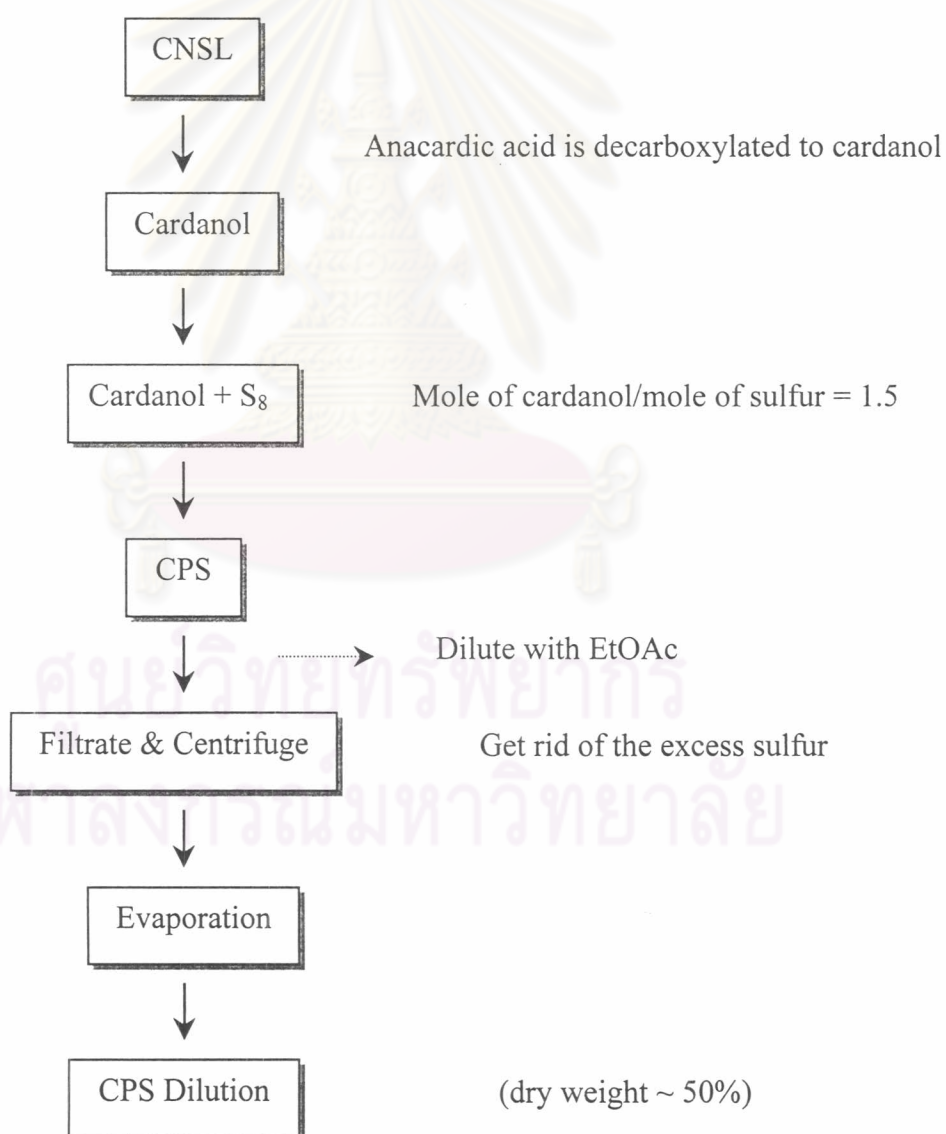 CNSL
Anacardic acid is decarboxylated to cardanol
Cardanol
Cardanol + S₈
Mole of cardanol/mole of sulfur = 1.5
CPS
Dilute with EtOAc
ศูนย์วิทยทรัพยากร
Filtrate & Centrifuge
Get rid of the excess sulfur
พาลงกรณ์มหาวิทยาลัย
Evaporation
CPS Dilution
(dry weight ~ 50%)